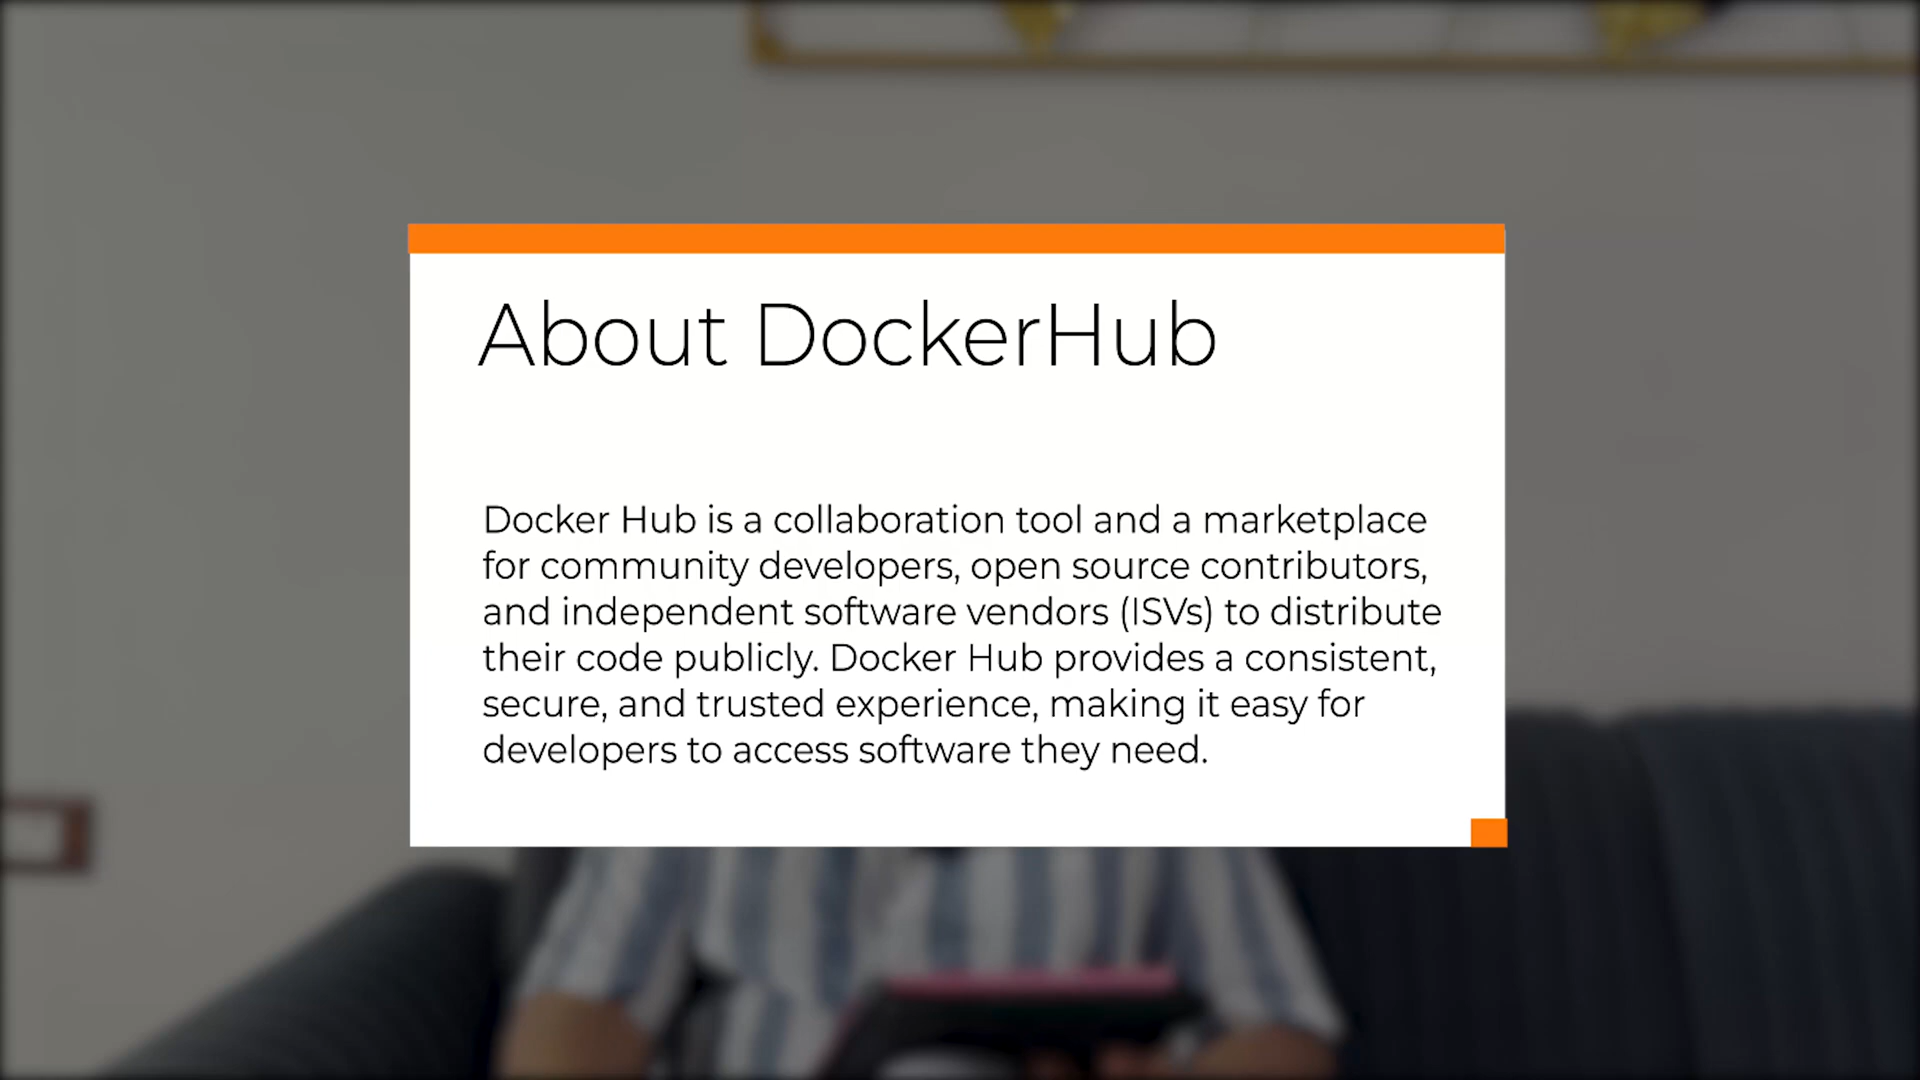 About DockerHub
Docker Hub is a collaboration tool and a marketplace
for community developers, open source contributors,
and independent software vendors (ISVs) to distribute
their code publicly. Docker Hub provides a consistent,
secure, and trusted experience, making it easy for
developers to access software they need.